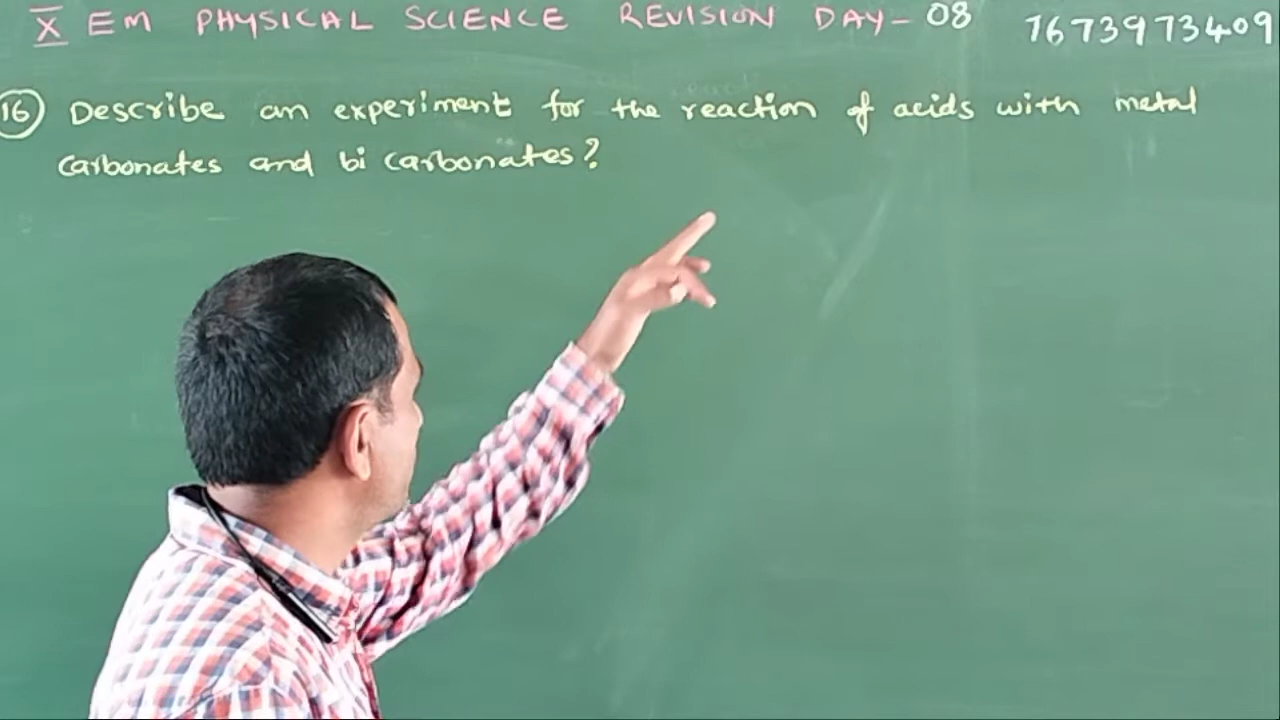 X EM PHYSICAL SCIENCE REVISION DAY - 08 7673973409
16 Describe an experiment for the reaction of acids with metal
carbonates and bi carbonates?